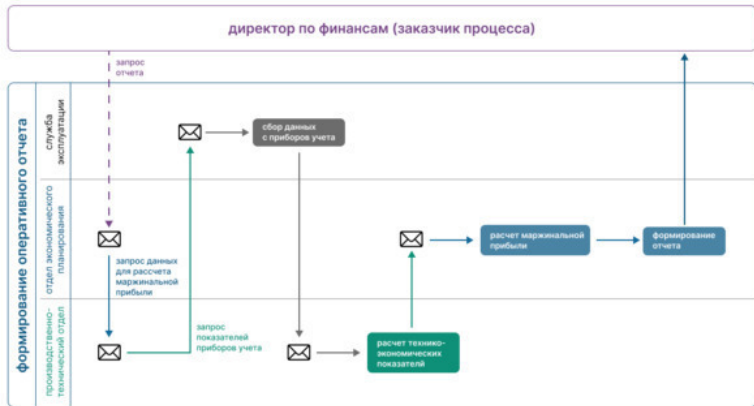 директор по финансам (заказчик процесса)
запрос
отчета
формирование оперативного отчета
служба
эксплуатации
сбор данных
с приборов учета
отдел экономического
планирования
расчет маржинальной
прибыли
формирование
отчета
запрос данных
для рассчета
маржинальной
прибыли
производственно-
технический отдел
запрос
показателей
приборов учета
расчет технико-
экономических
показателй